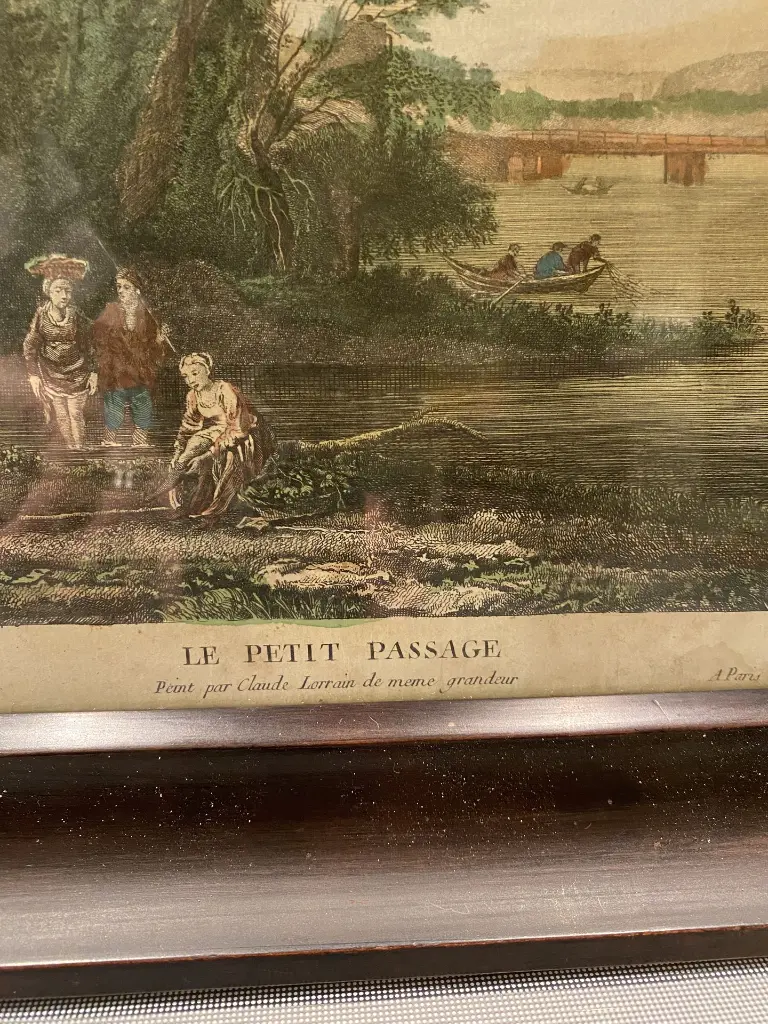 LE PETIT PASSAGE
Peint par Claude Lorrain de meme grandeur
A Paris